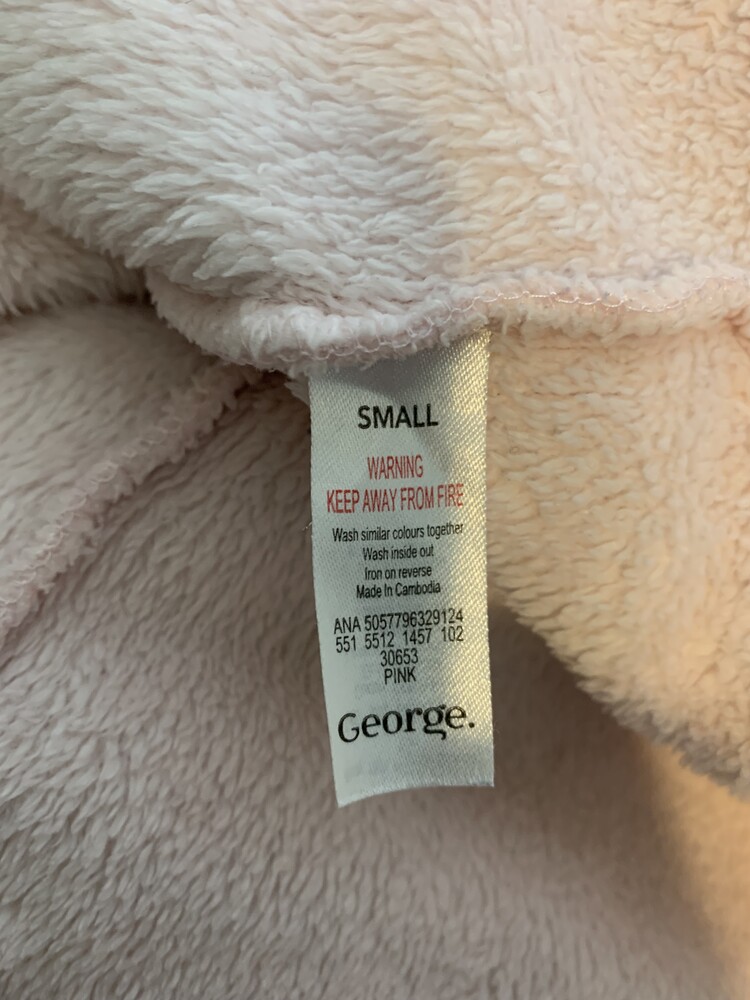 SMALL
WARNING
KEEP AWAY FROM FIRE
Wash similar colours together
Wash inside out
Iron on reverse
Made In Cambodia
ANA 5057796329124
551 5512 1457 102
30653
PINK
George.